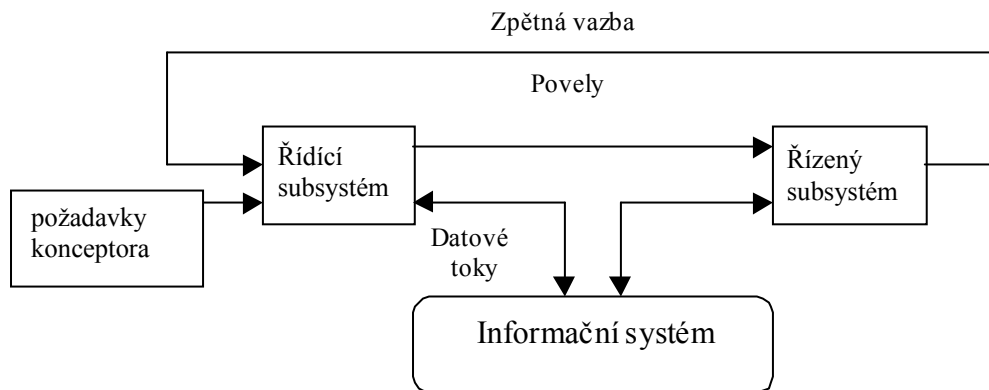 Zpětná vazba
Povely
Řídící
subsystém
Řízený
subsystém
požadavky
konceptora
Datové
toky
Informační systém